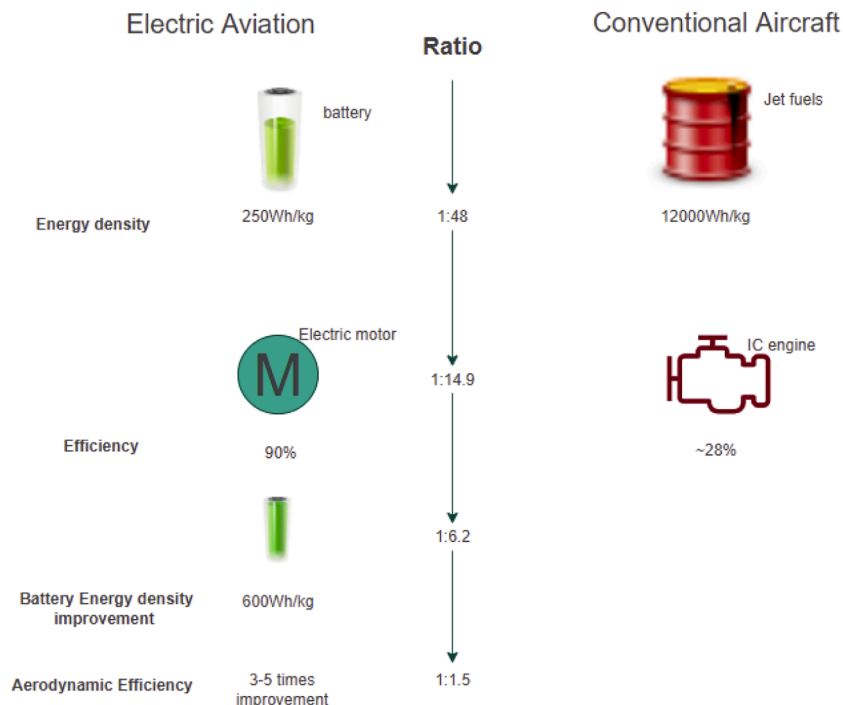 Electric Aviation
Ratio
Conventional Aircraft
battery
Jet fuels
Energy density
250Wh/kg
1:48
12000Wh/kg
Electric motor
M
1:14.9
IC engine
Efficiency
90%
~28%
1:6.2
Battery Energy density
improvement
600Wh/kg
Aerodynamic Efficiency
3-5 times
improvement
1:1.5